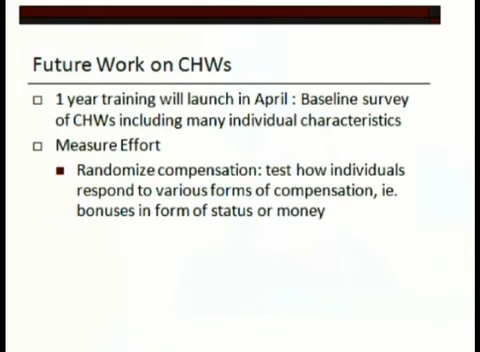 Future Work on CHWs
1 year training will launch in April : Baseline survey
of CHWs including many individual characteristics
Measure Effort
Randomize compensation: test how individuals
respond to various forms of compensation, ie.
bonuses in form of status or money